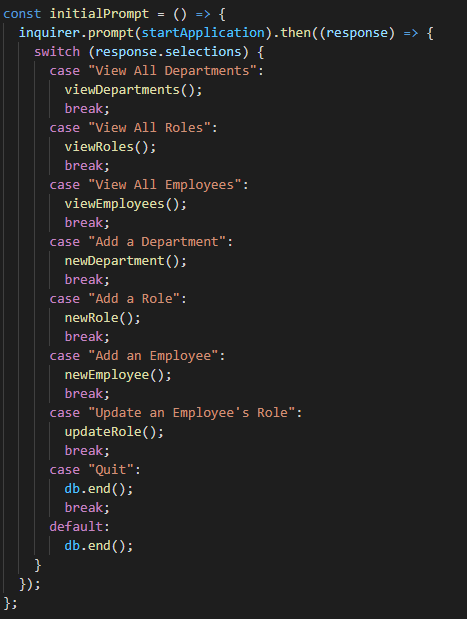 const initialPrompt = () => {
  inquirer.prompt(startApplication).then((response) => {
    switch (response.selections) {
      case "View All Departments":
        viewDepartments();
        break;
      case "View All Roles":
        viewRoles();
        break;
      case "View All Employees":
        viewEmployees();
        break;
      case "Add a Department":
        newDepartment();
        break;
      case "Add a Role":
        newRole();
        break;
      case "Add an Employee":
        newEmployee();
        break;
      case "Update an Employee's Role":
        updateRole();
        break;
      case "Quit":
        db.end();
        break;
      default:
        db.end();
    }
  });
};